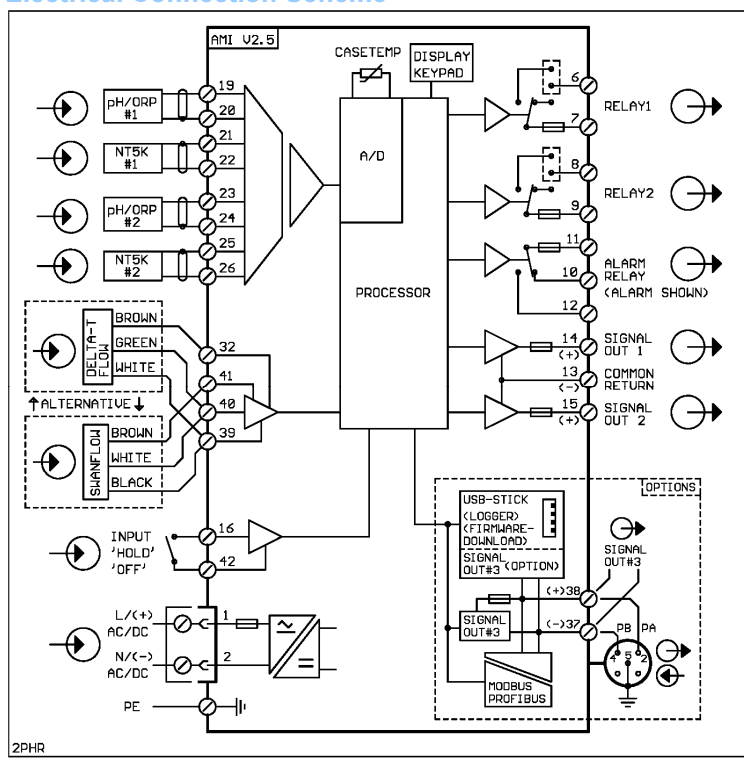 AMI V2.5
CASETEMP
DISPLAY
KEYPAD
A/D
PROCESSOR
pH/ORP
#1
19
20
NT5K
#1
21
22
pH/ORP
#2
23
24
NT5K
#2
25
26
DELTA-T
FLOW
BROWN
GREEN
WHITE
32
41
40
39
↑ALTERNATIVE↓
SWANFLOW
BROWN
WHITE
BLACK
INPUT
'HOLD'
'OFF'
16
42
L/(+)
AC/DC
1
N/(-)
AC/DC
2
PE
6
RELAY1
7
8
RELAY2
9
11
10
ALARM
RELAY
(ALARM SHOWN)
12
14
(+)
SIGNAL
OUT 1
13
(-)
COMMON
RETURN
15
(+)
SIGNAL
OUT 2
OPTIONS
USB-STICK
(LOGGER)
(FIRMWARE-
DOWNLOAD)
SIGNAL
OUT#3 (OPTION)
SIGNAL
OUT#3
(+)38
(-)37
SIGNAL
OUT#3
PB PA
4 5 2
MODBUS
PROFIBUS
2PHR